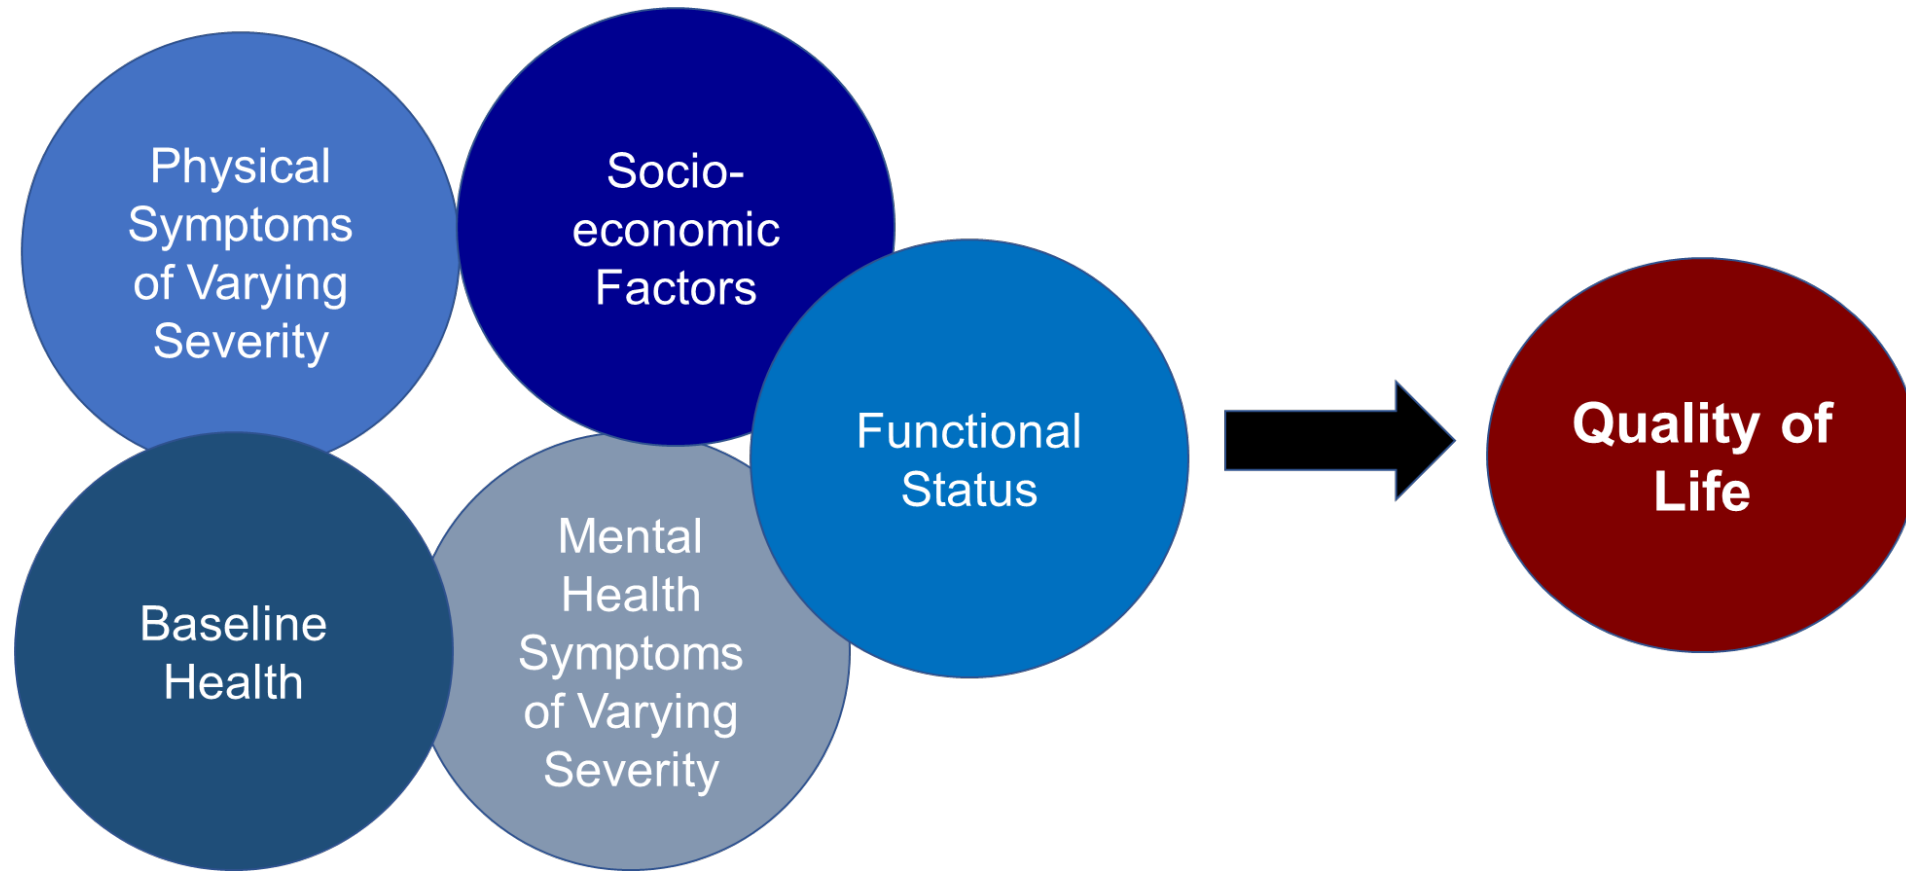 Physical
Symptoms
of Varying
Severity
Socio-
economic
Factors
Functional
Status
Quality of
Life
Baseline
Health
Mental
Health
Symptoms
of Varying
Severity